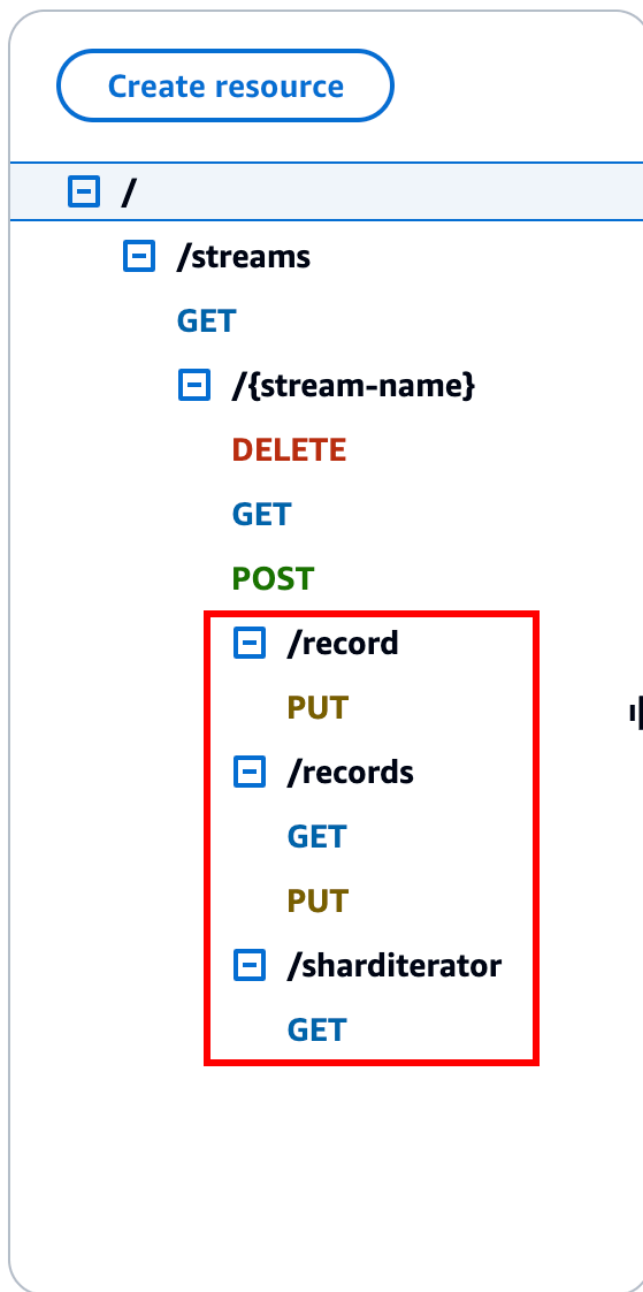 Create resource
/
/streams
GET
/{stream-name}
DELETE
GET
POST
/record
PUT
/records
GET
PUT
/sharditerator
GET